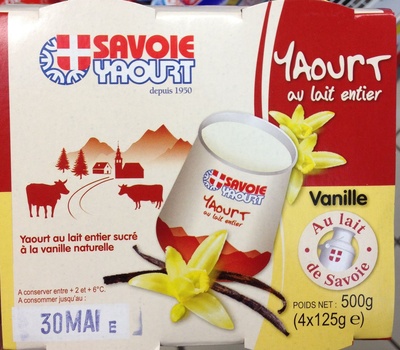 SAVOIE
YAOURT
depuis 1950
YAOURT
au lait entier
SAVOIE
YAOURT
YAOURT
au lait entier
Vanille
Au lait
de Savoie
Yaourt au lait entier sucré
à la vanille naturelle
A conserver entre + 2 et + 6°C.
A consommer jusqu'au :
30 MAI E
POIDS NET : 500g
(4x125g) e